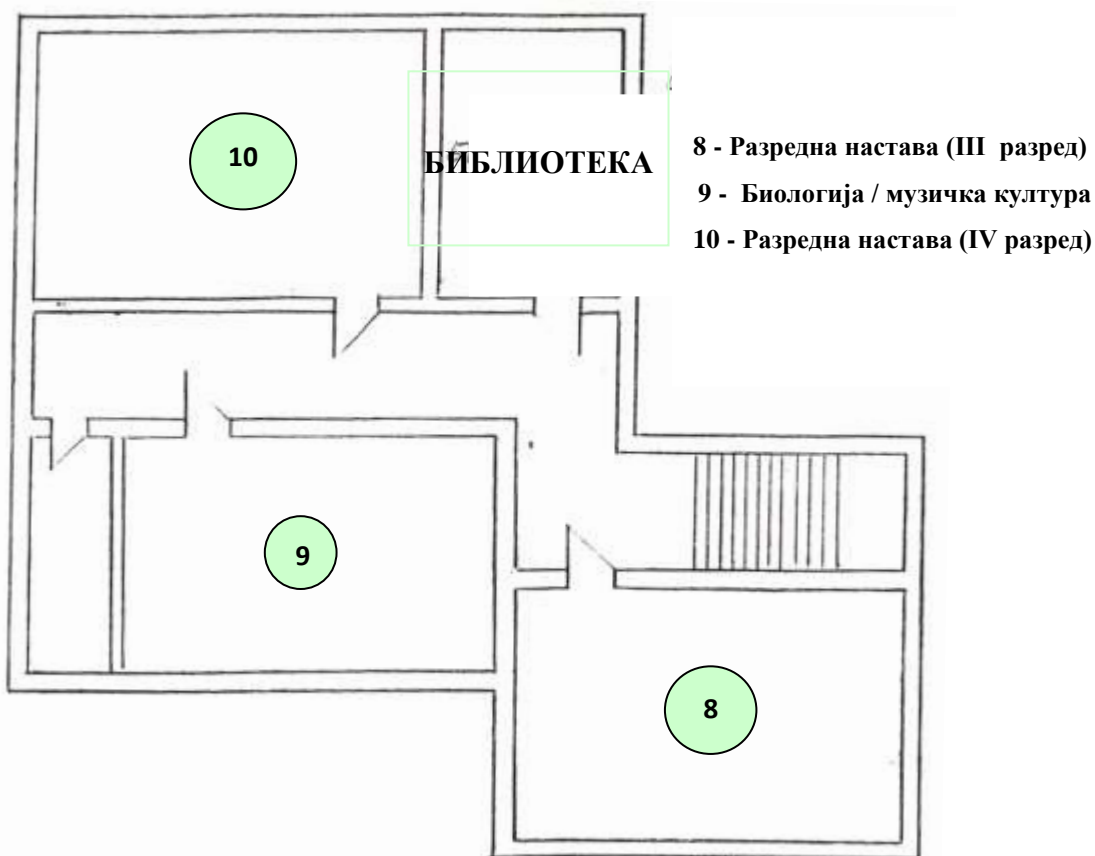 10
БИБЛИОТЕКА
8 - Разредна настава (III разред)
9 - Биологија / музичка култура
10 - Разредна настава (IV разред)
9
8